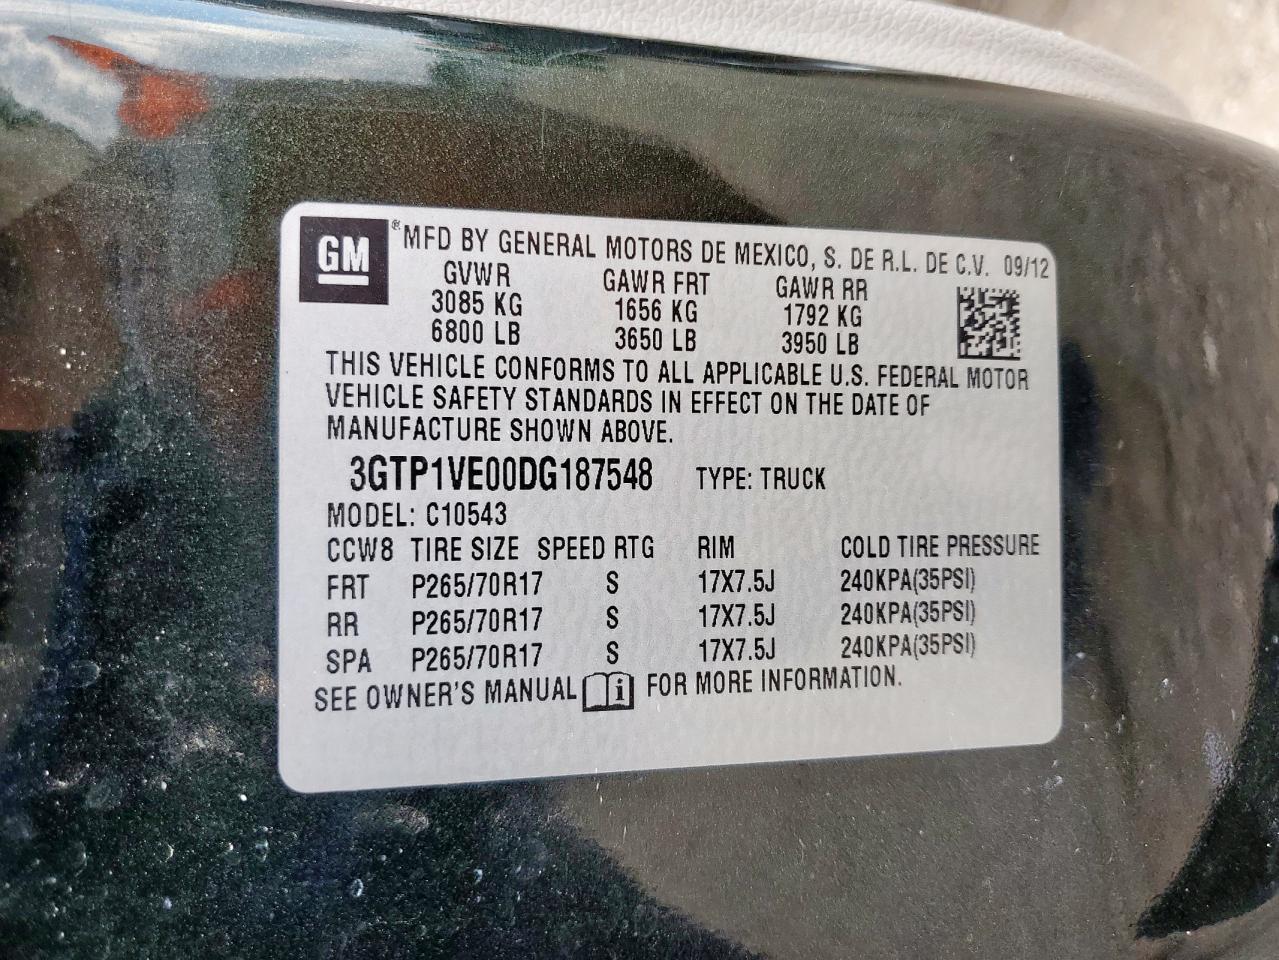 GM ® MFD BY GENERAL MOTORS DE MEXICO, S. DE R.L. DE C.V. 09/12
GVWR GAWR FRT GAWR RR
3085 KG 1656 KG 1792 KG
6800 LB 3650 LB 3950 LB
THIS VEHICLE CONFORMS TO ALL APPLICABLE U.S. FEDERAL MOTOR
VEHICLE SAFETY STANDARDS IN EFFECT ON THE DATE OF
MANUFACTURE SHOWN ABOVE.
3GTP1VE00DG187548 TYPE: TRUCK
MODEL: C10543
CCW8 TIRE SIZE SPEED RTG RIM COLD TIRE PRESSURE
FRT P265/70R17 S 17X7.5J 240KPA(35PSI)
RR P265/70R17 S 17X7.5J 240KPA(35PSI)
SPA P265/70R17 S 17X7.5J 240KPA(35PSI)
SEE OWNER'S MANUAL i FOR MORE INFORMATION.